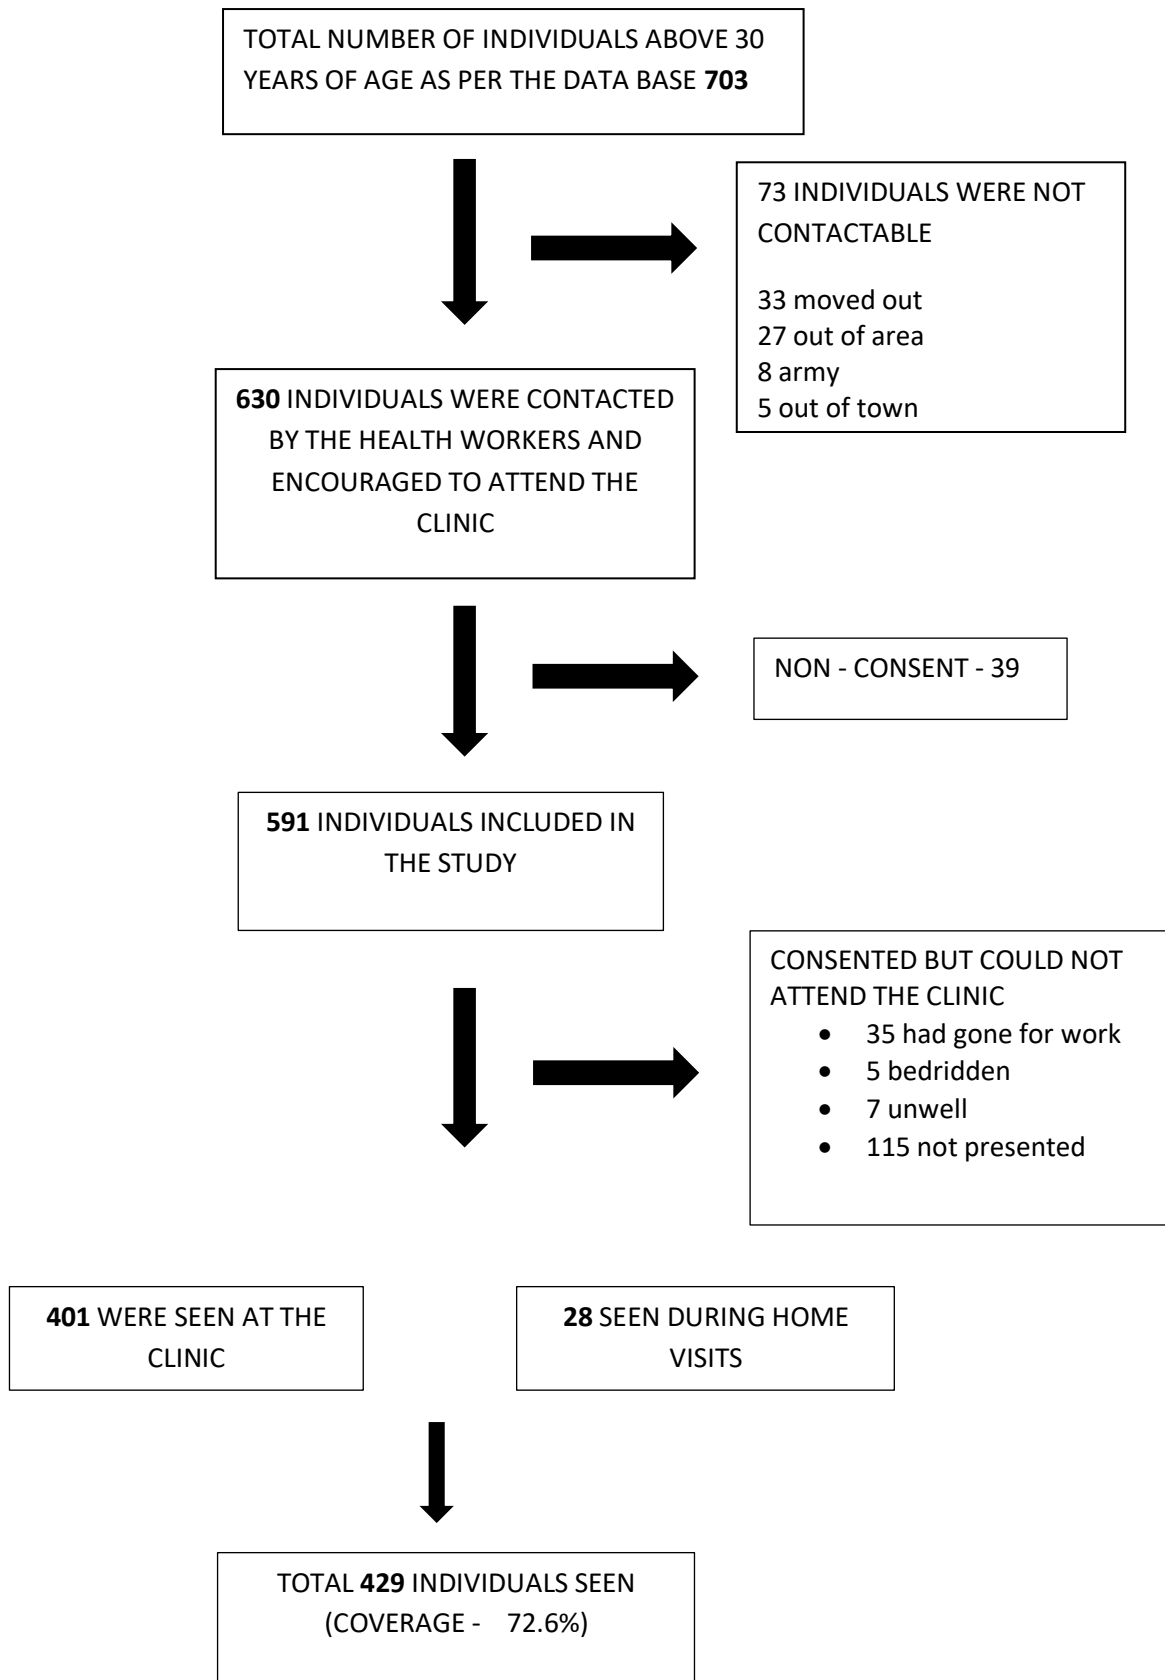 TOTAL NUMBER OF INDIVIDUALS ABOVE 30
YEARS OF AGE AS PER THE DATA BASE 703
73 INDIVIDUALS WERE NOT
CONTACTABLE
33 moved out
27 out of area
8 army
5 out of town
630 INDIVIDUALS WERE CONTACTED
BY THE HEALTH WORKERS AND
ENCOURAGED TO ATTEND THE
CLINIC
NON - CONSENT - 39
591 INDIVIDUALS INCLUDED IN
THE STUDY
CONSENTED BUT COULD NOT
ATTEND THE CLINIC
• 35 had gone for work
• 5 bedridden
• 7 unwell
• 115 not presented
401 WERE SEEN AT THE
CLINIC
28 SEEN DURING HOME
VISITS
TOTAL 429 INDIVIDUALS SEEN
(COVERAGE - 72.6%)